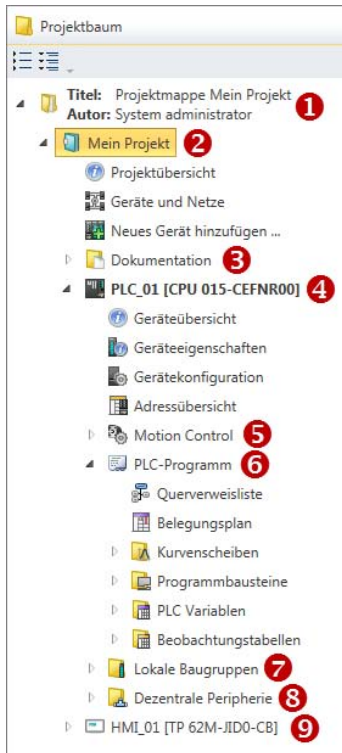 Projektbaum
Titel: Projektmappe Mein Projekt
Autor: System administrator
1
Mein Projekt 2
Projektübersicht
Geräte und Netze
Neues Gerät hinzufügen ...
Dokumentation 3
PLC_01 [CPU 015-CEFNR00] 4
Geräteübersicht
Geräteeigenschaften
Gerätekonfiguration
Adressübersicht
Motion Control 5
PLC-Programm 6
Querverweisliste
Belegungsplan
Kurvenscheiben
Programmbausteine
PLC Variablen
Beobachtungstabellen
Lokale Baugruppen 7
Dezentrale Peripherie 8
HMI_01 [TP 62M-JID0-CB] 9